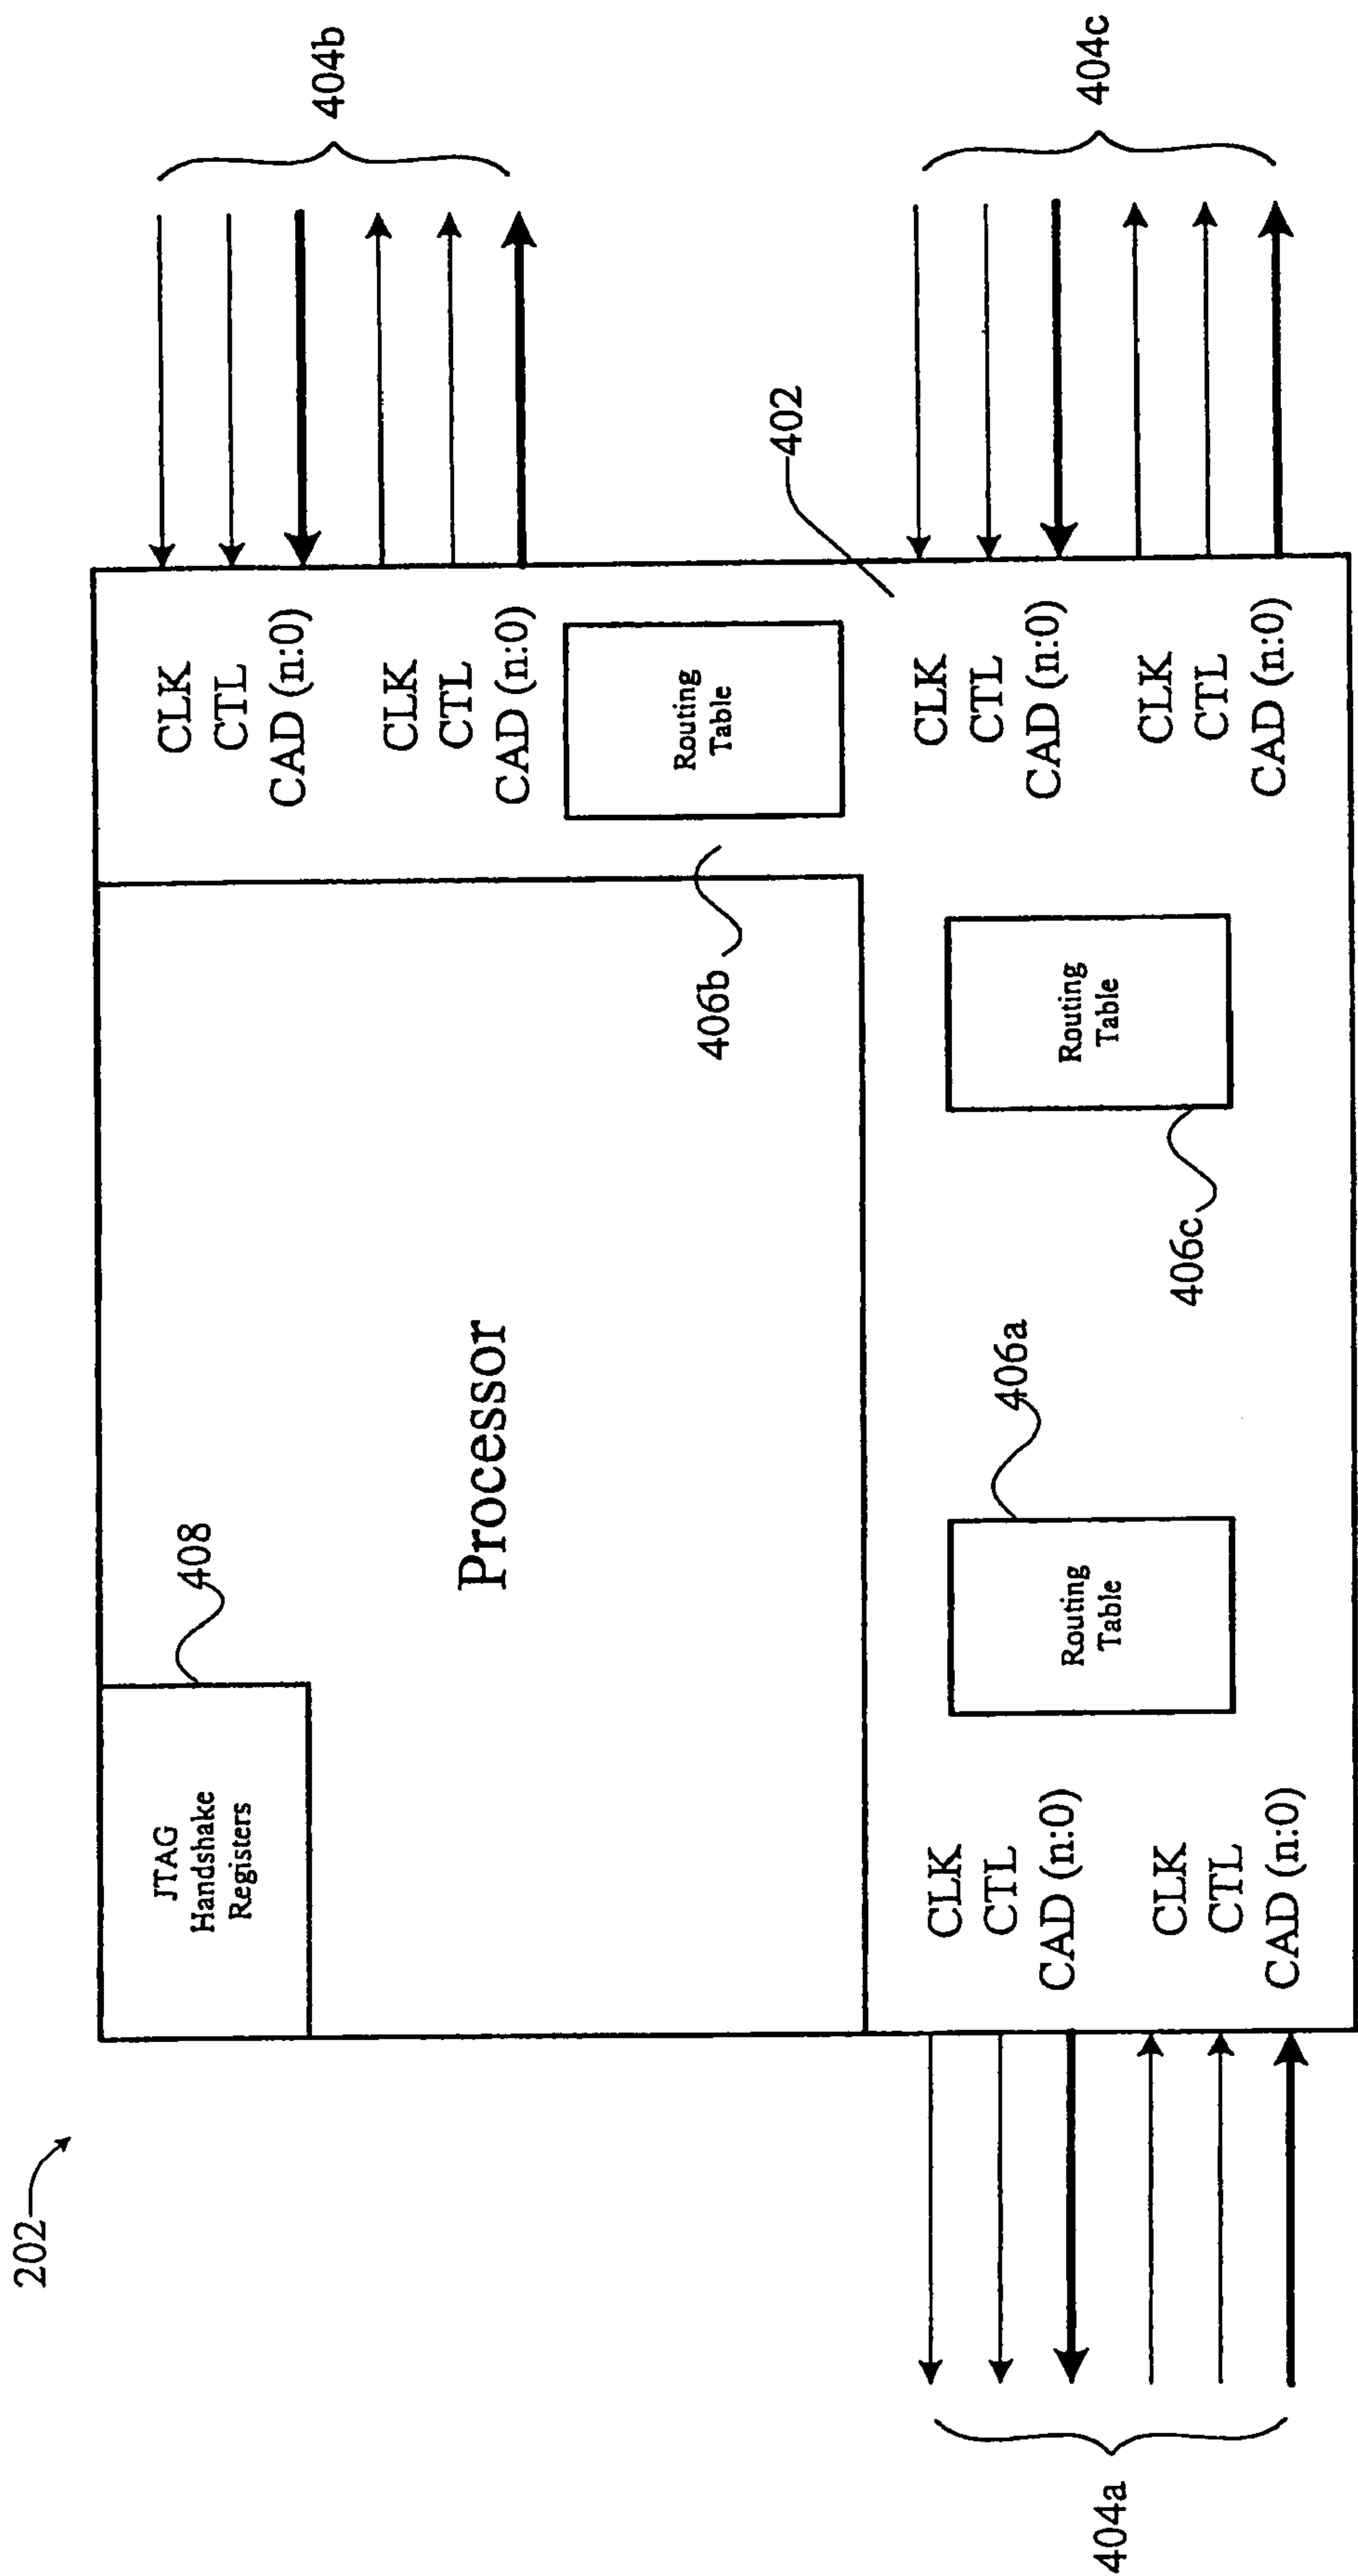 202
JTAG
Handshake
Registers
408
Processor
404b
CLK
CTL
CAD (n:0)
CLK
CTL
CAD (n:0)
Routing
Table
406b
402
404a
CLK
CTL
CAD (n:0)
CLK
CTL
CAD (n:0)
Routing
Table
406a
Routing
Table
406c
CLK
CTL
CAD (n:0)
CLK
CTL
CAD (n:0)
404c